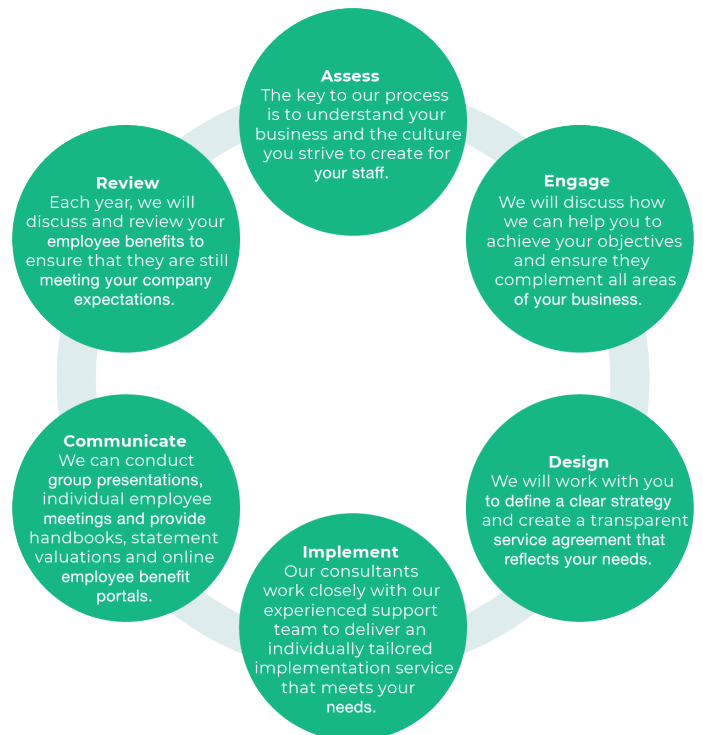 Assess
The key to our process
is to understand your
business and the culture
you strive to create for
your staff.
Engage
We will discuss how
we can help you to
achieve your objectives
and ensure they
complement all areas
of your business.
Design
We will work with you
to define a clear strategy
and create a transparent
service agreement that
reflects your needs.
Implement
Our consultants
work closely with our
experienced support
team to deliver an
individually tailored
implementation service
that meets your
needs.
Communicate
We can conduct
group presentations,
individual employee
meetings and provide
handbooks, statement
valuations and online
employee benefit
portals.
Review
Each year, we will
discuss and review your
employee benefits to
ensure that they are still
meeting your company
expectations.